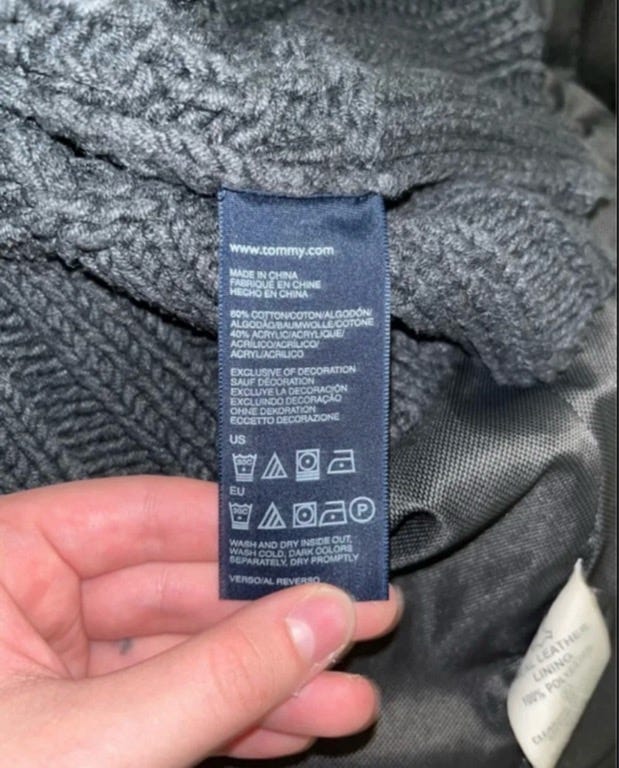 www.tommy.com
MADE IN CHINA
FABRIQUÉ EN CHINE
HECHO EN CHINA
60% COTTON/COTON/ALGODÓN/
ALGODÃO/BAUMWOLLE/COTONE
40% ACRYLIC/ACRYLIQUE/
ACRÍLICO/ACRÍLICO/
ACRYL/ACRILICO
EXCLUSIVE OF DECORATION
SAUF DÉCORATION
EXCLUYE LA DECORACIÓN
EXCLUINDO DECORAÇÃO
OHNE DEKORATION
ECCETTO DECORAZIONE
US
30C
EU
30C
P
WASH AND DRY INSIDE OUT,
WASH COLD, DARK COLORS
SEPARATELY, DRY PROMPTLY
VERSO/AL REVERSO
LEATHER
LINING
100%